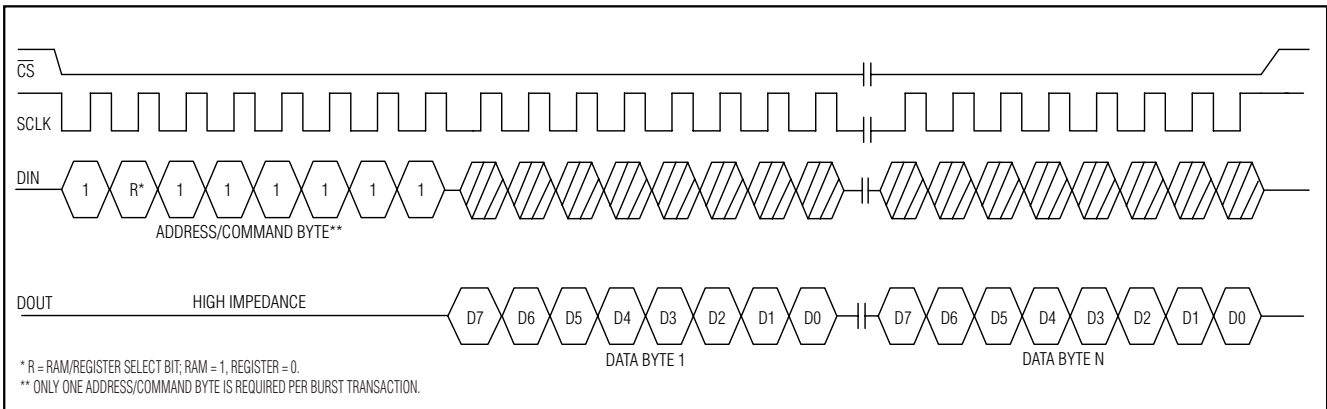 CS
SCLK
DIN 1 R* 1 1 1 1 1 1
ADDRESS/COMMAND BYTE**
DOUT HIGH IMPEDANCE D7 D6 D5 D4 D3 D2 D1 D0 D7 D6 D5 D4 D3 D2 D1 D0
DATA BYTE 1 DATA BYTE N
* R = RAM/REGISTER SELECT BIT; RAM = 1, REGISTER = 0.
** ONLY ONE ADDRESS/COMMAND BYTE IS REQUIRED PER BURST TRANSACTION.